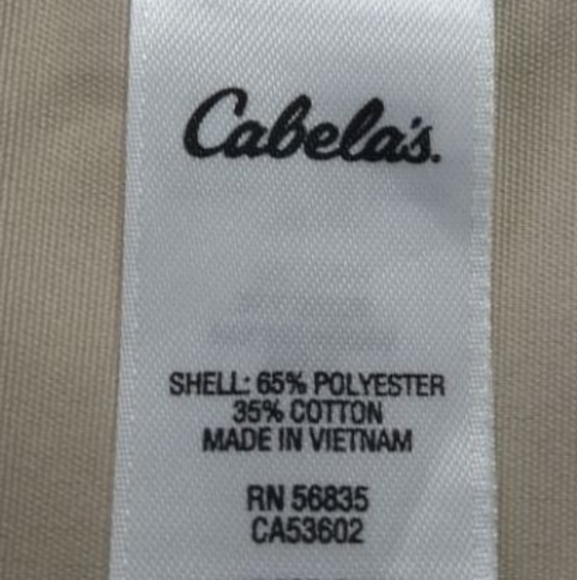 Cabela's.
SHELL: 65% POLYESTER
35% COTTON
MADE IN VIETNAM
RN 56835
CA53602